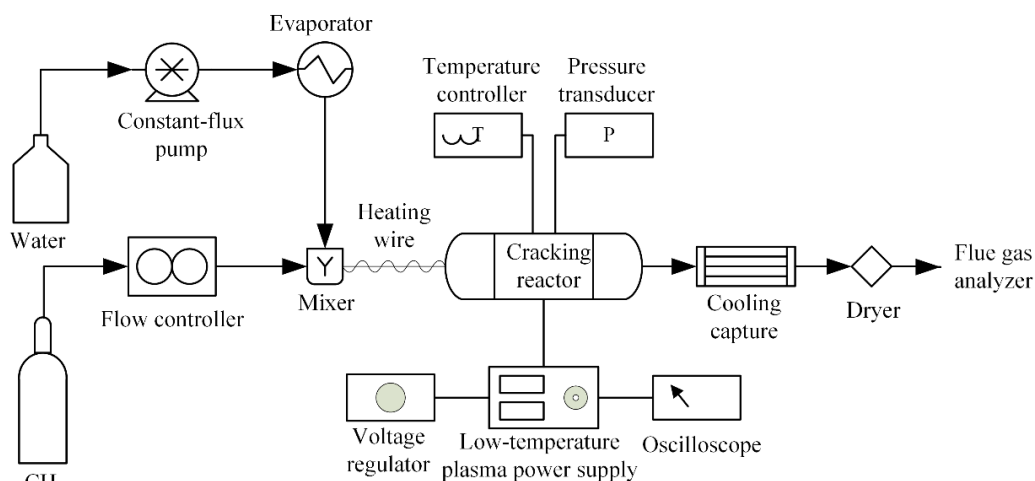 Evaporator
Temperature
controller
Pressure
transducer
T
P
Constant-flux
pump
Water
Heating
wire
Cracking
reactor
Flue gas
analyzer
Y
Mixer
Flow controller
Cooling
capture
Dryer
Voltage
regulator
Low-temperature
plasma power supply
Oscilloscope